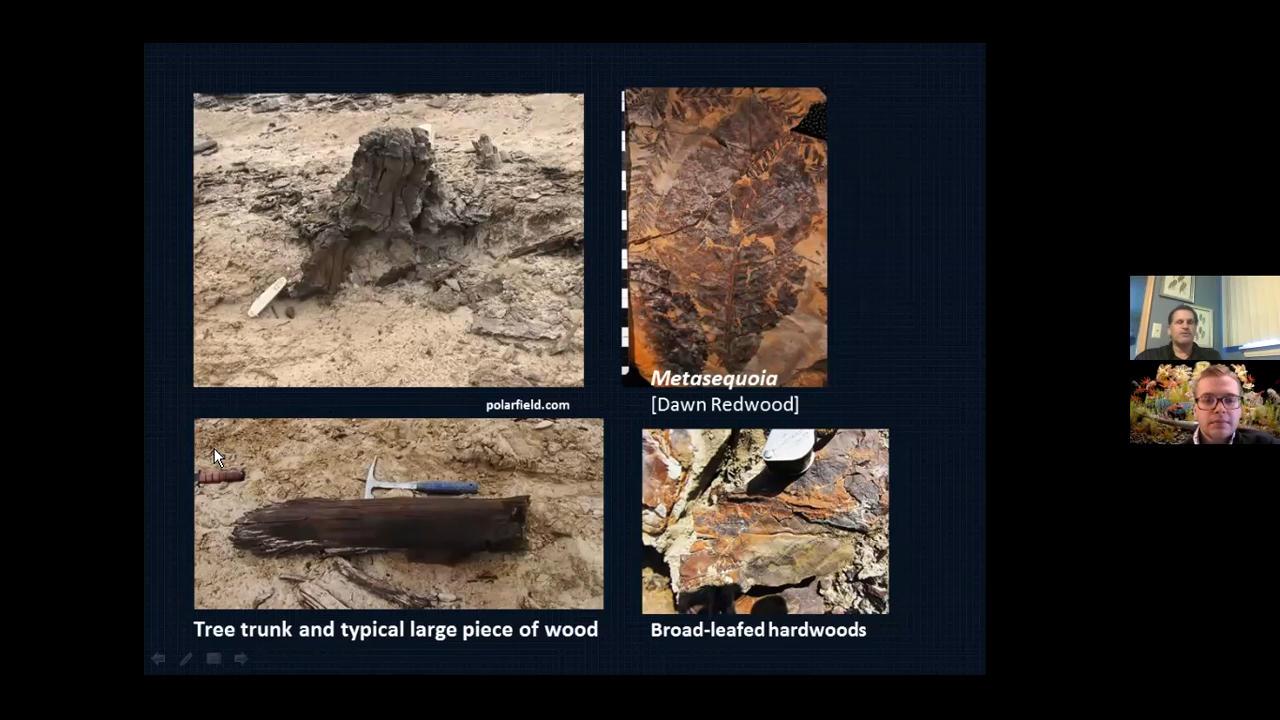 polarfield.com
Metasequoia
[Dawn Redwood]
Tree trunk and typical large piece of wood
Broad-leafed hardwoods